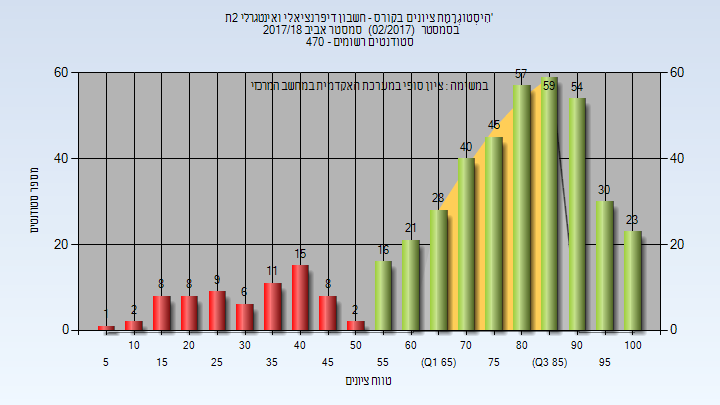 היסטוגרמת ציונים בקורס - חשבון דיפרנציאלי ואינטגרלי 2ת'
בסמסטר (02/2017) סמסטר אביב 2017/18
סטודנטים רשומים - 470
במשימה : ציון סופי במערכת האקדמית במחשב המרכזי
מספר סטודנטים
60 60
40 40
20 20
0 0
1 2 8 8 9 6 11 15 8 2 16 21 28 40 45 57 59 54 30 23
10 20 30 40 50 60 70 80 90 100
5 15 25 35 45 55 (Q1 65) 75 (Q3 85) 95
טווח ציונים